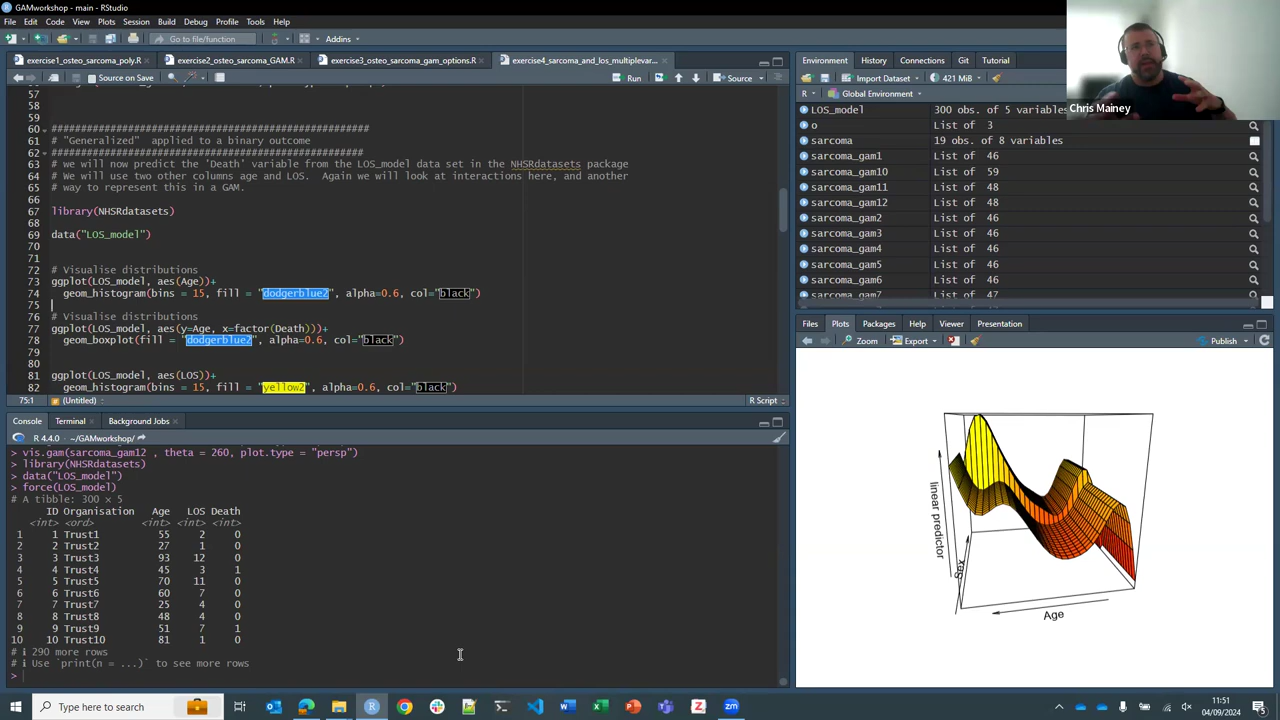 GAMworkshop - main - RStudio
File Edit Code View Plots Session Build Debug Profile Tools Help
Go to file/function
Addins
exercise1_osteo_sarcoma_poly.R
exercise2_osteo_sarcoma_GAM.R
exercise3_osteo_sarcoma_gam_options.R
exercise4_sarcoma_and_los_multiplevar...
Source on Save
Run
Source
57
58
59
60 ####################################################
61 # "Generalized" applied to a binary outcome
62 ###################################################
63 # we will now predict the 'Death' variable from the LOS_model data set in the NHSRdatasets package
64 # We will use two other columns age and LOS. Again we will look at interactions here, and another
65 way to represent this in a GAM.
66
67 library(NHSRdatasets)
68
69 data("LOS_model")
70
71
72 # Visualise distributions
73 ggplot(LOS_model, aes(Age))+
74 geom_histogram(bins = 15, fill = "dodgerblue2", alpha=0.6, col="black")
75
76 # Visualise distributions
77 ggplot(LOS_model, aes(y=Age, x=factor(Death)))+
78 geom_boxplot(fill = "dodgerblue2", alpha=0.6, col="black")
79
80
81 ggplot(LOS_model, aes(LOS))+
82 geom_histogram(bins = 15, fill = "yellow2", alpha=0.6, col="black")
75:1
(Untitled)
R Script
Console Terminal Background Jobs
R 4.4.0 · ~/GAMworkshop/
> vis.gam(sarcoma_gam12 , theta = 260, plot.type = "persp")
> library(NHSRdatasets)
> data("LOS_model")
> force(LOS_model)
# A tibble: 300 × 5
ID Organisation Age LOS Death
<int> <ord> <int> <int> <int>
1 1 Trust1 55 2 0
2 2 Trust2 27 1 0
3 3 Trust3 93 12 0
4 4 Trust4 45 3 1
5 5 Trust5 70 11 0
6 6 Trust6 60 7 0
7 7 Trust7 25 4 0
8 8 Trust8 48 4 0
9 9 Trust9 51 7 1
10 10 Trust10 81 1 0
# ℹ 290 more rows
# ℹ Use `print(n = ...)` to see more rows
>
Chris Mainey
Environment History Connections Git Tutorial
Import Dataset
421 MiB
R
Global Environment
LOS_model 300 obs. of 5 variables
o List of 3
sarcoma 19 obs. of 8 variables
sarcoma_gam1 List of 46
sarcoma_gam10 List of 59
sarcoma_gam11 List of 48
sarcoma_gam12 List of 48
sarcoma_gam2 List of 46
sarcoma_gam3 List of 46
sarcoma_gam4 List of 46
sarcoma_gam5 List of 46
sarcoma_gam6 List of 46
sarcoma_gam7 List of 47
Files Plots Packages Help Viewer Presentation
Zoom
Export
Publish
linear predictor
Sex
Age
Type here to search
11:51
04/09/2024